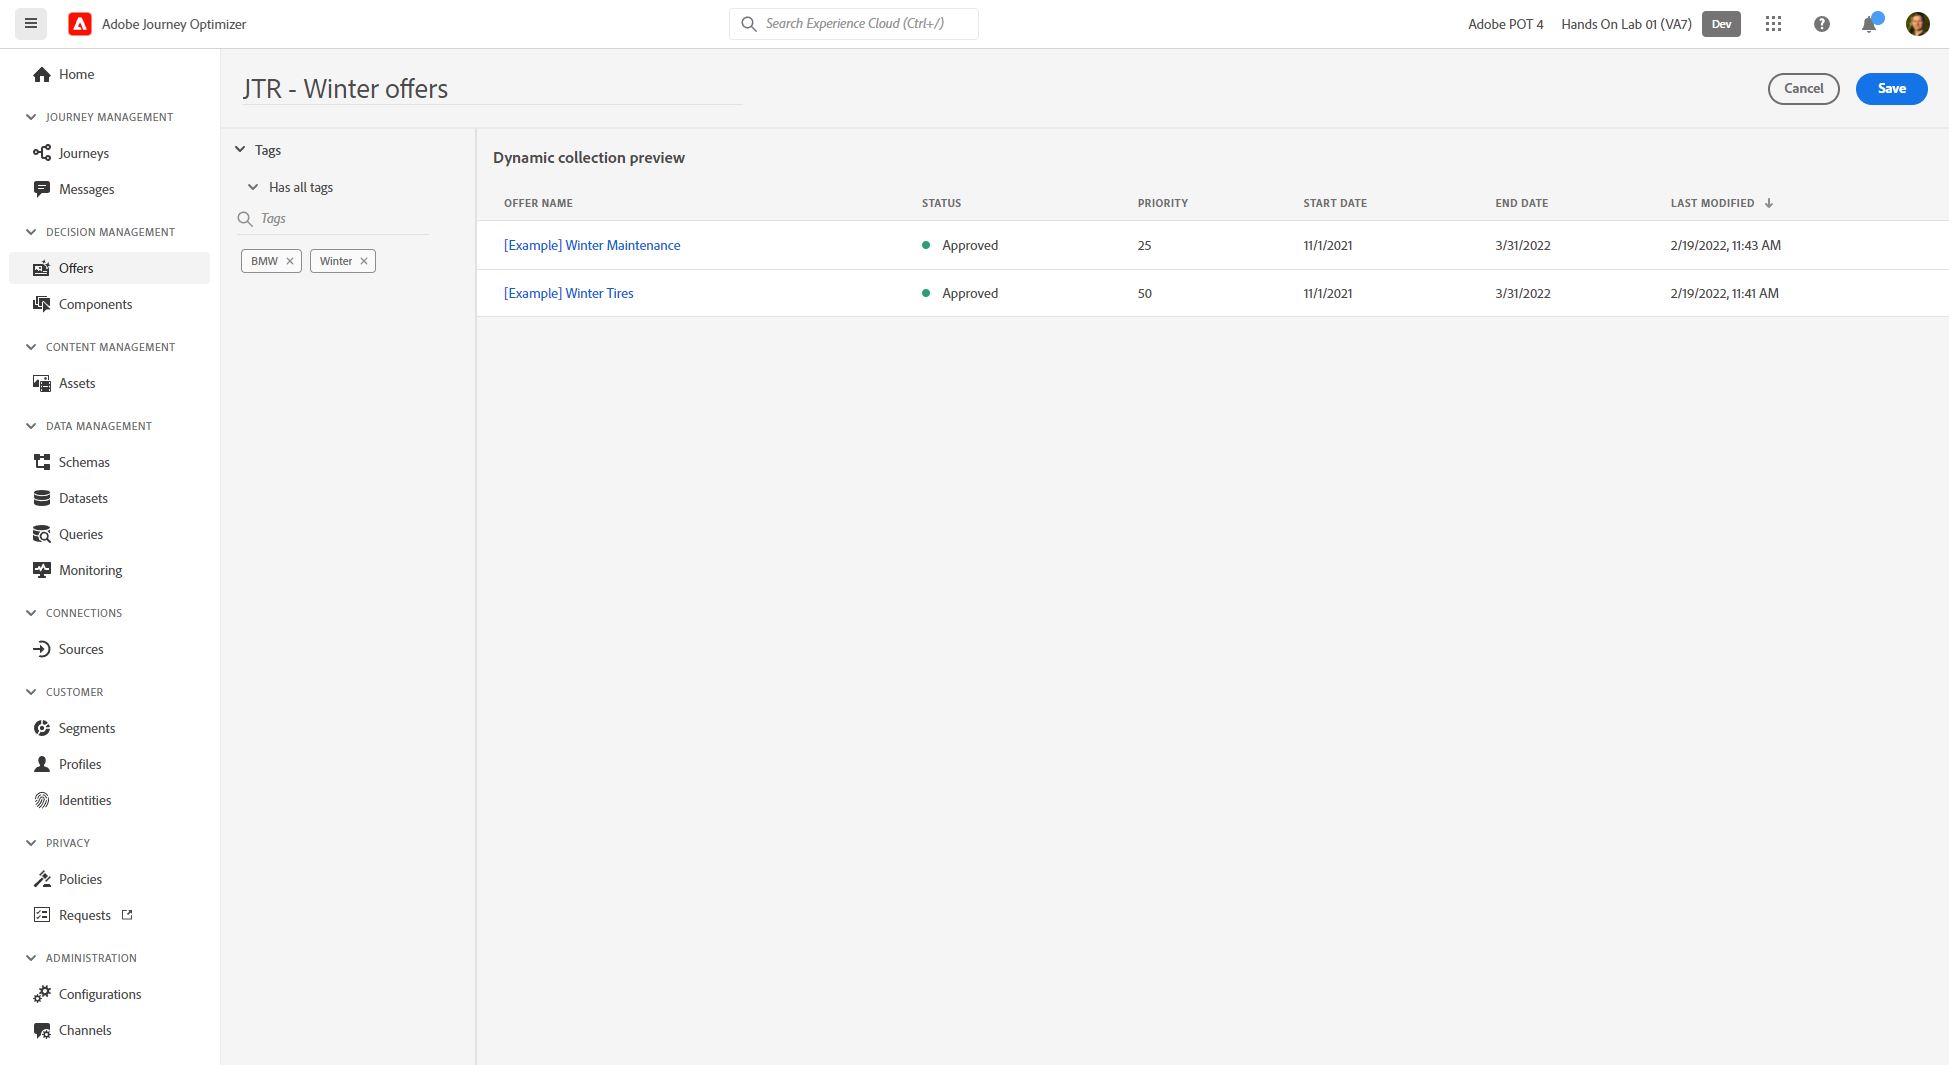 Adobe Journey Optimizer
Search Experience Cloud (Ctrl+/)
Adobe POT 4
Hands On Lab 01 (VA7)
Dev
Home
JOURNEY MANAGEMENT
Journeys
Messages
DECISION MANAGEMENT
Offers
Components
CONTENT MANAGEMENT
Assets
DATA MANAGEMENT
Schemas
Datasets
Queries
Monitoring
CONNECTIONS
Sources
CUSTOMER
Segments
Profiles
Identities
PRIVACY
Policies
Requests
ADMINISTRATION
Configurations
Channels
JTR - Winter offers
Cancel
Save
Tags
Has all tags
Tags
BMW
Winter
Dynamic collection preview
OFFER NAME STATUS PRIORITY START DATE END DATE LAST MODIFIED
[Example] Winter Maintenance Approved 25 11/1/2021 3/31/2022 2/19/2022, 11:43 AM
[Example] Winter Tires Approved 50 11/1/2021 3/31/2022 2/19/2022, 11:41 AM